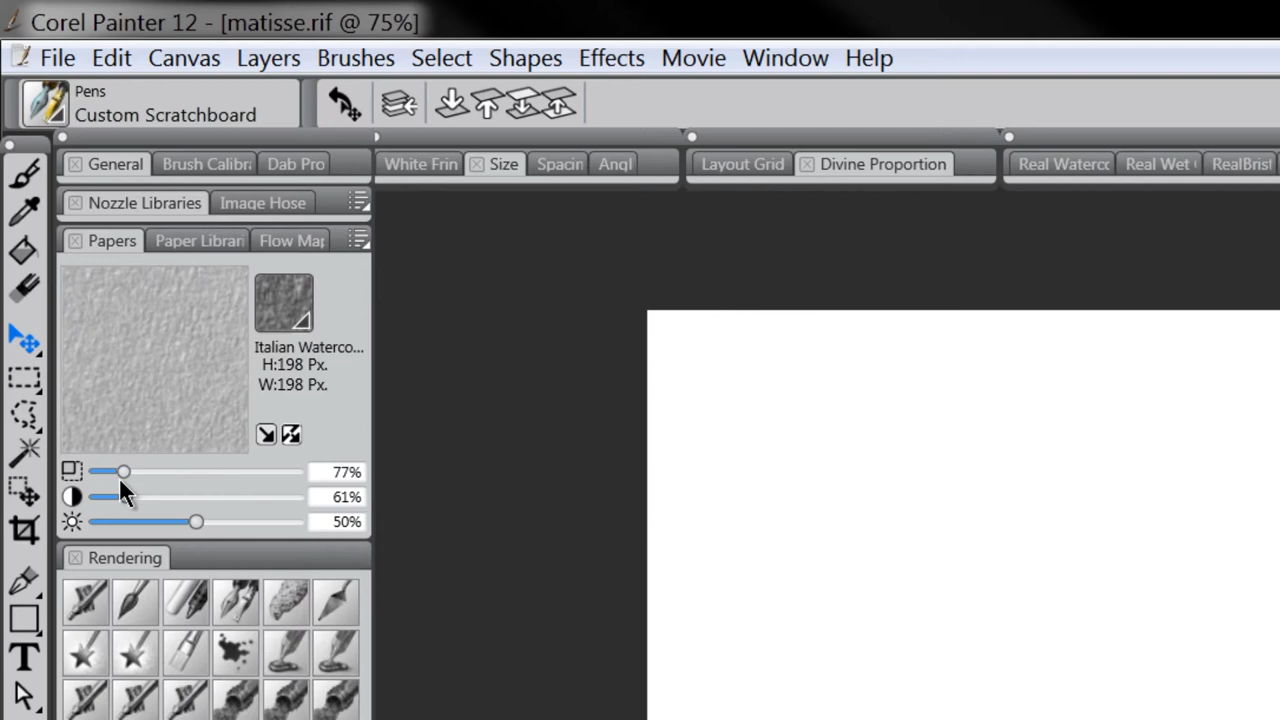 Corel Painter 12 - [matisse.rif @ 75%]
File Edit Canvas Layers Brushes Select Shapes Effects Movie Window Help
Pens
Custom Scratchboard
General Brush Calibr Dab Pro White Frin Size Spacin Angl Layout Grid Divine Proportion Real Waterc Real Wet RealBrist
Nozzle Libraries Image Hose
Papers Paper Librar Flow Map
Italian Waterco...
H:198 Px.
W:198 Px.
77%
61%
50%
Rendering
T